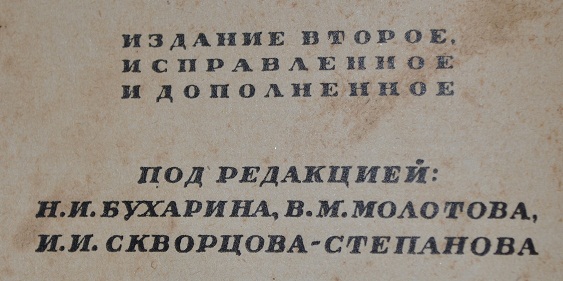 ИЗДАНИЕ ВТОРОЕ,
ИСПРАВЛЕННОЕ
И ДОПОЛНЕННОЕ
ПОД РЕДАКЦИЕЙ:
Н. И. БУХАРИНА, В. М. МОЛОТОВА,
И. И. СКВОРЦОВА-СТЕПАНОВА